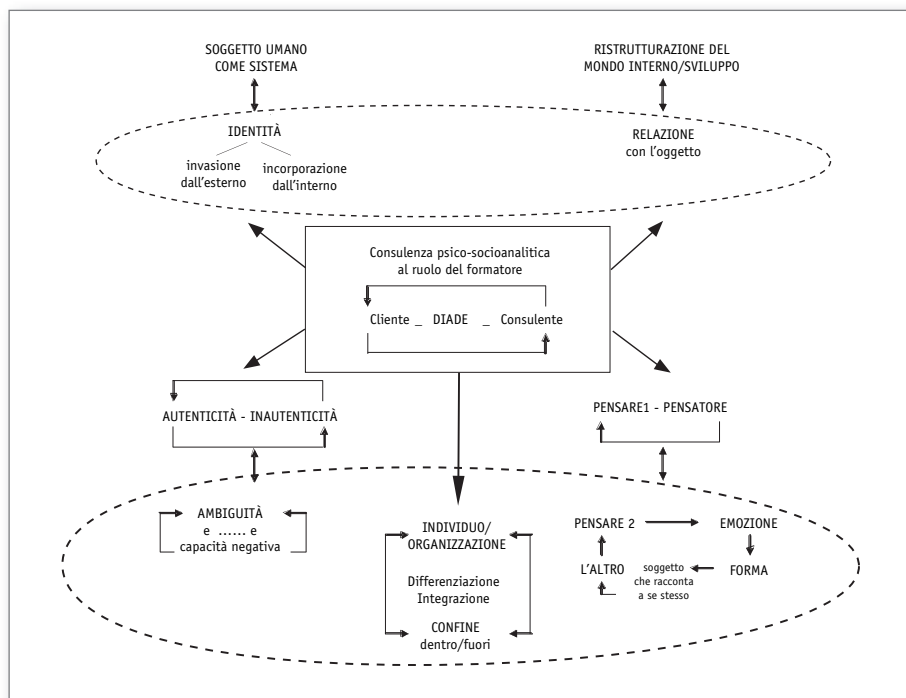 SOGGETTO UMANO
COME SISTEMA
RISTRUTTURAZIONE DEL
MONDO INTERNO/SVILUPPO
IDENTITÀ
invasione
dall'esterno
incorporazione
dall'interno
RELAZIONE
con l'oggetto
Consulenza psico-socioanalitica
al ruolo del formatore
Cliente _ DIADE _ Consulente
AUTENTICITÀ - INAUTENTICITÀ
PENSARE1 - PENSATORE
AMBIGUITÀ
e ...... e
capacità negativa
INDIVIDUO/
ORGANIZZAZIONE
Differenziazione
Integrazione
CONFINE
dentro/fuori
PENSARE 2
EMOZIONE
L'ALTRO
soggetto
che racconta
a se stesso
FORMA